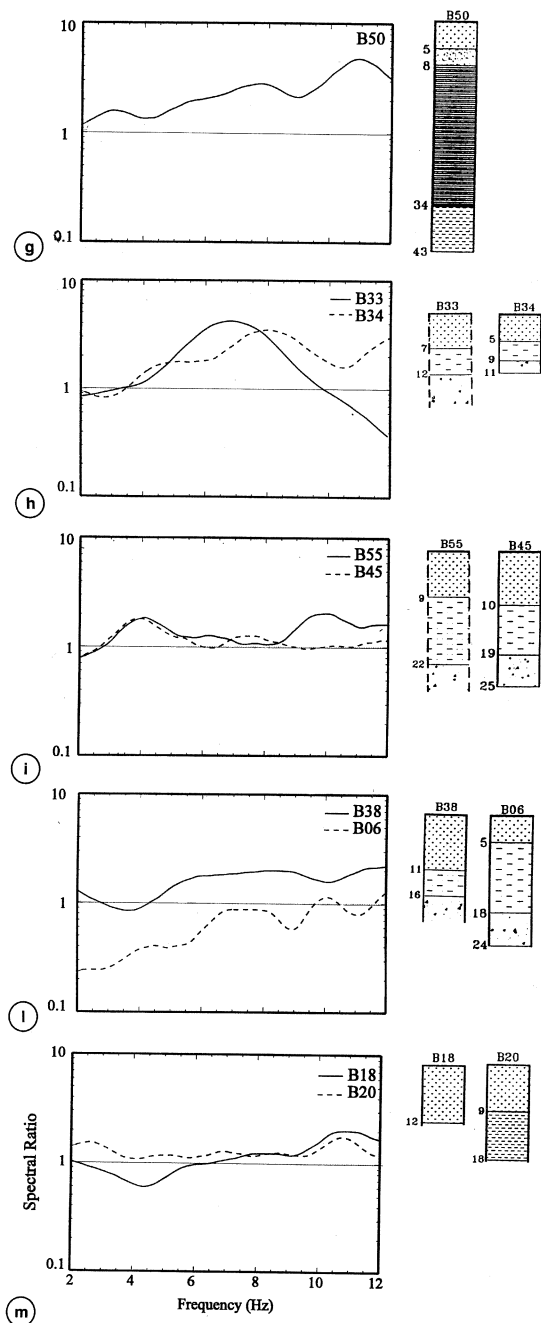 10
B50
1
0.1
g
B50
5
8
34
43
10
B33
B34
1
0.1
h
B33
7
12
B34
5
9
11
10
B55
B45
1
0.1
i
B55
9
22
B45
10
19
25
10
B38
B06
1
0.1
l
B38
11
16
B06
5
18
24
10
B18
B20
1
0.1
Spectral Ratio
2 4 6 8 10 12
Frequency (Hz)
m
B18
12
B20
9
18